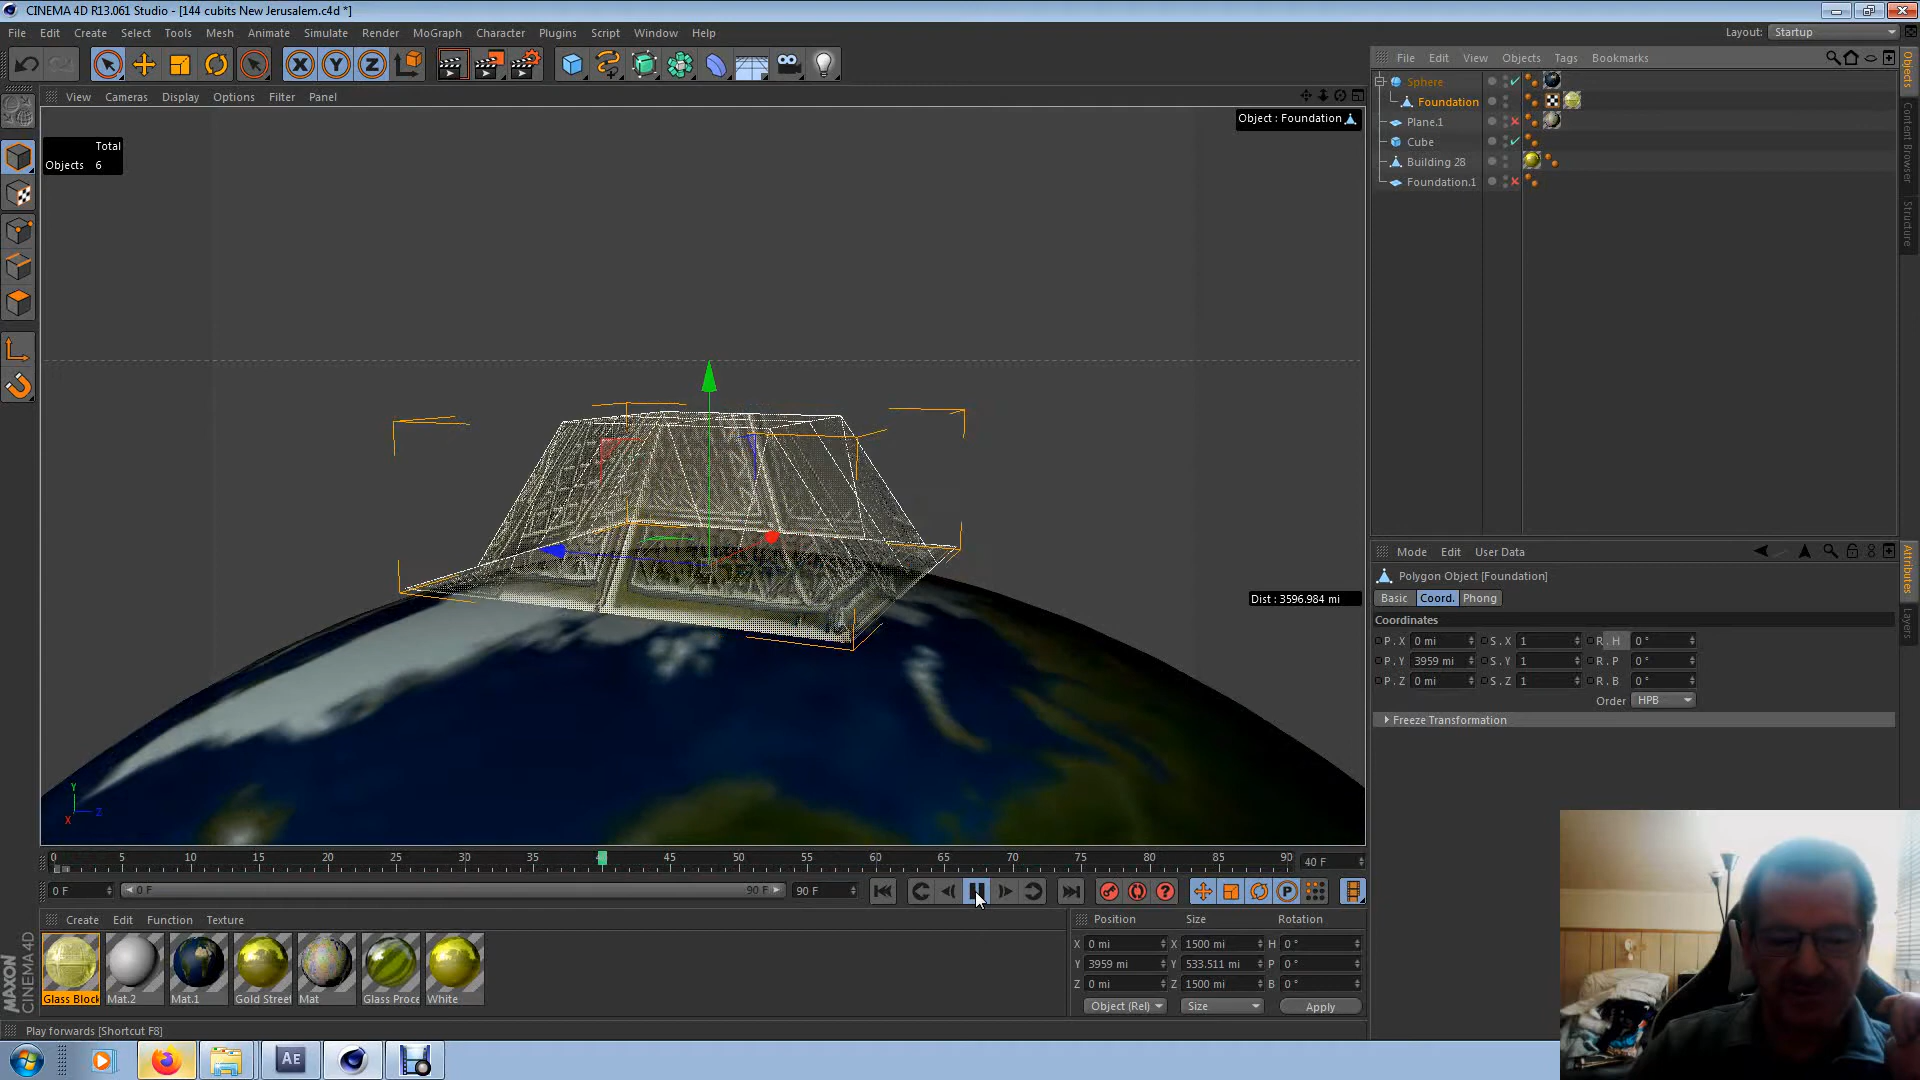 CINEMA 4D R13.061 Studio - [144 cubits New Jerusalem.c4d *]
File Edit Create Select Tools Mesh Animate Simulate Render MoGraph Character Plugins Script Window Help
Layout: Startup
X Y Z
File Edit View Objects Tags Bookmarks
View Cameras Display Options Filter Panel
Object : Foundation
Total
Objects 6
Sphere
Foundation
Plane.1
Cube
Building 28
Foundation.1
Objects
Content Browser
Structure
Mode Edit User Data
Polygon Object [Foundation]
Basic Coord. Phong
Coordinates
P . X 0 mi S . X 1 R . H 0 °
P . Y 3959 mi S . Y 1 R . P 0 °
P . Z 0 mi S . Z 1 R . B 0 °
Order HPB
Freeze Transformation
Attributes
Layers
Dist : 3596.984 mi
Y
Z
X
0 5 10 15 20 25 30 35 40 45 50 55 60 65 70 75 80 85 90 40 F
0 F 0 F 90 F 90 F
Create Edit Function Texture
Glass Block Mat.2 Mat.1 Gold Street Mat Glass Proce White
Position Size Rotation
X 0 mi X 1500 mi H 0 °
Y 3959 mi Y 533.511 mi P 0 °
Z 0 mi Z 1500 mi B 0 °
Object (Rel) Size Apply
MAXON
CINEMA 4D
Play forwards [Shortcut F8]
AE